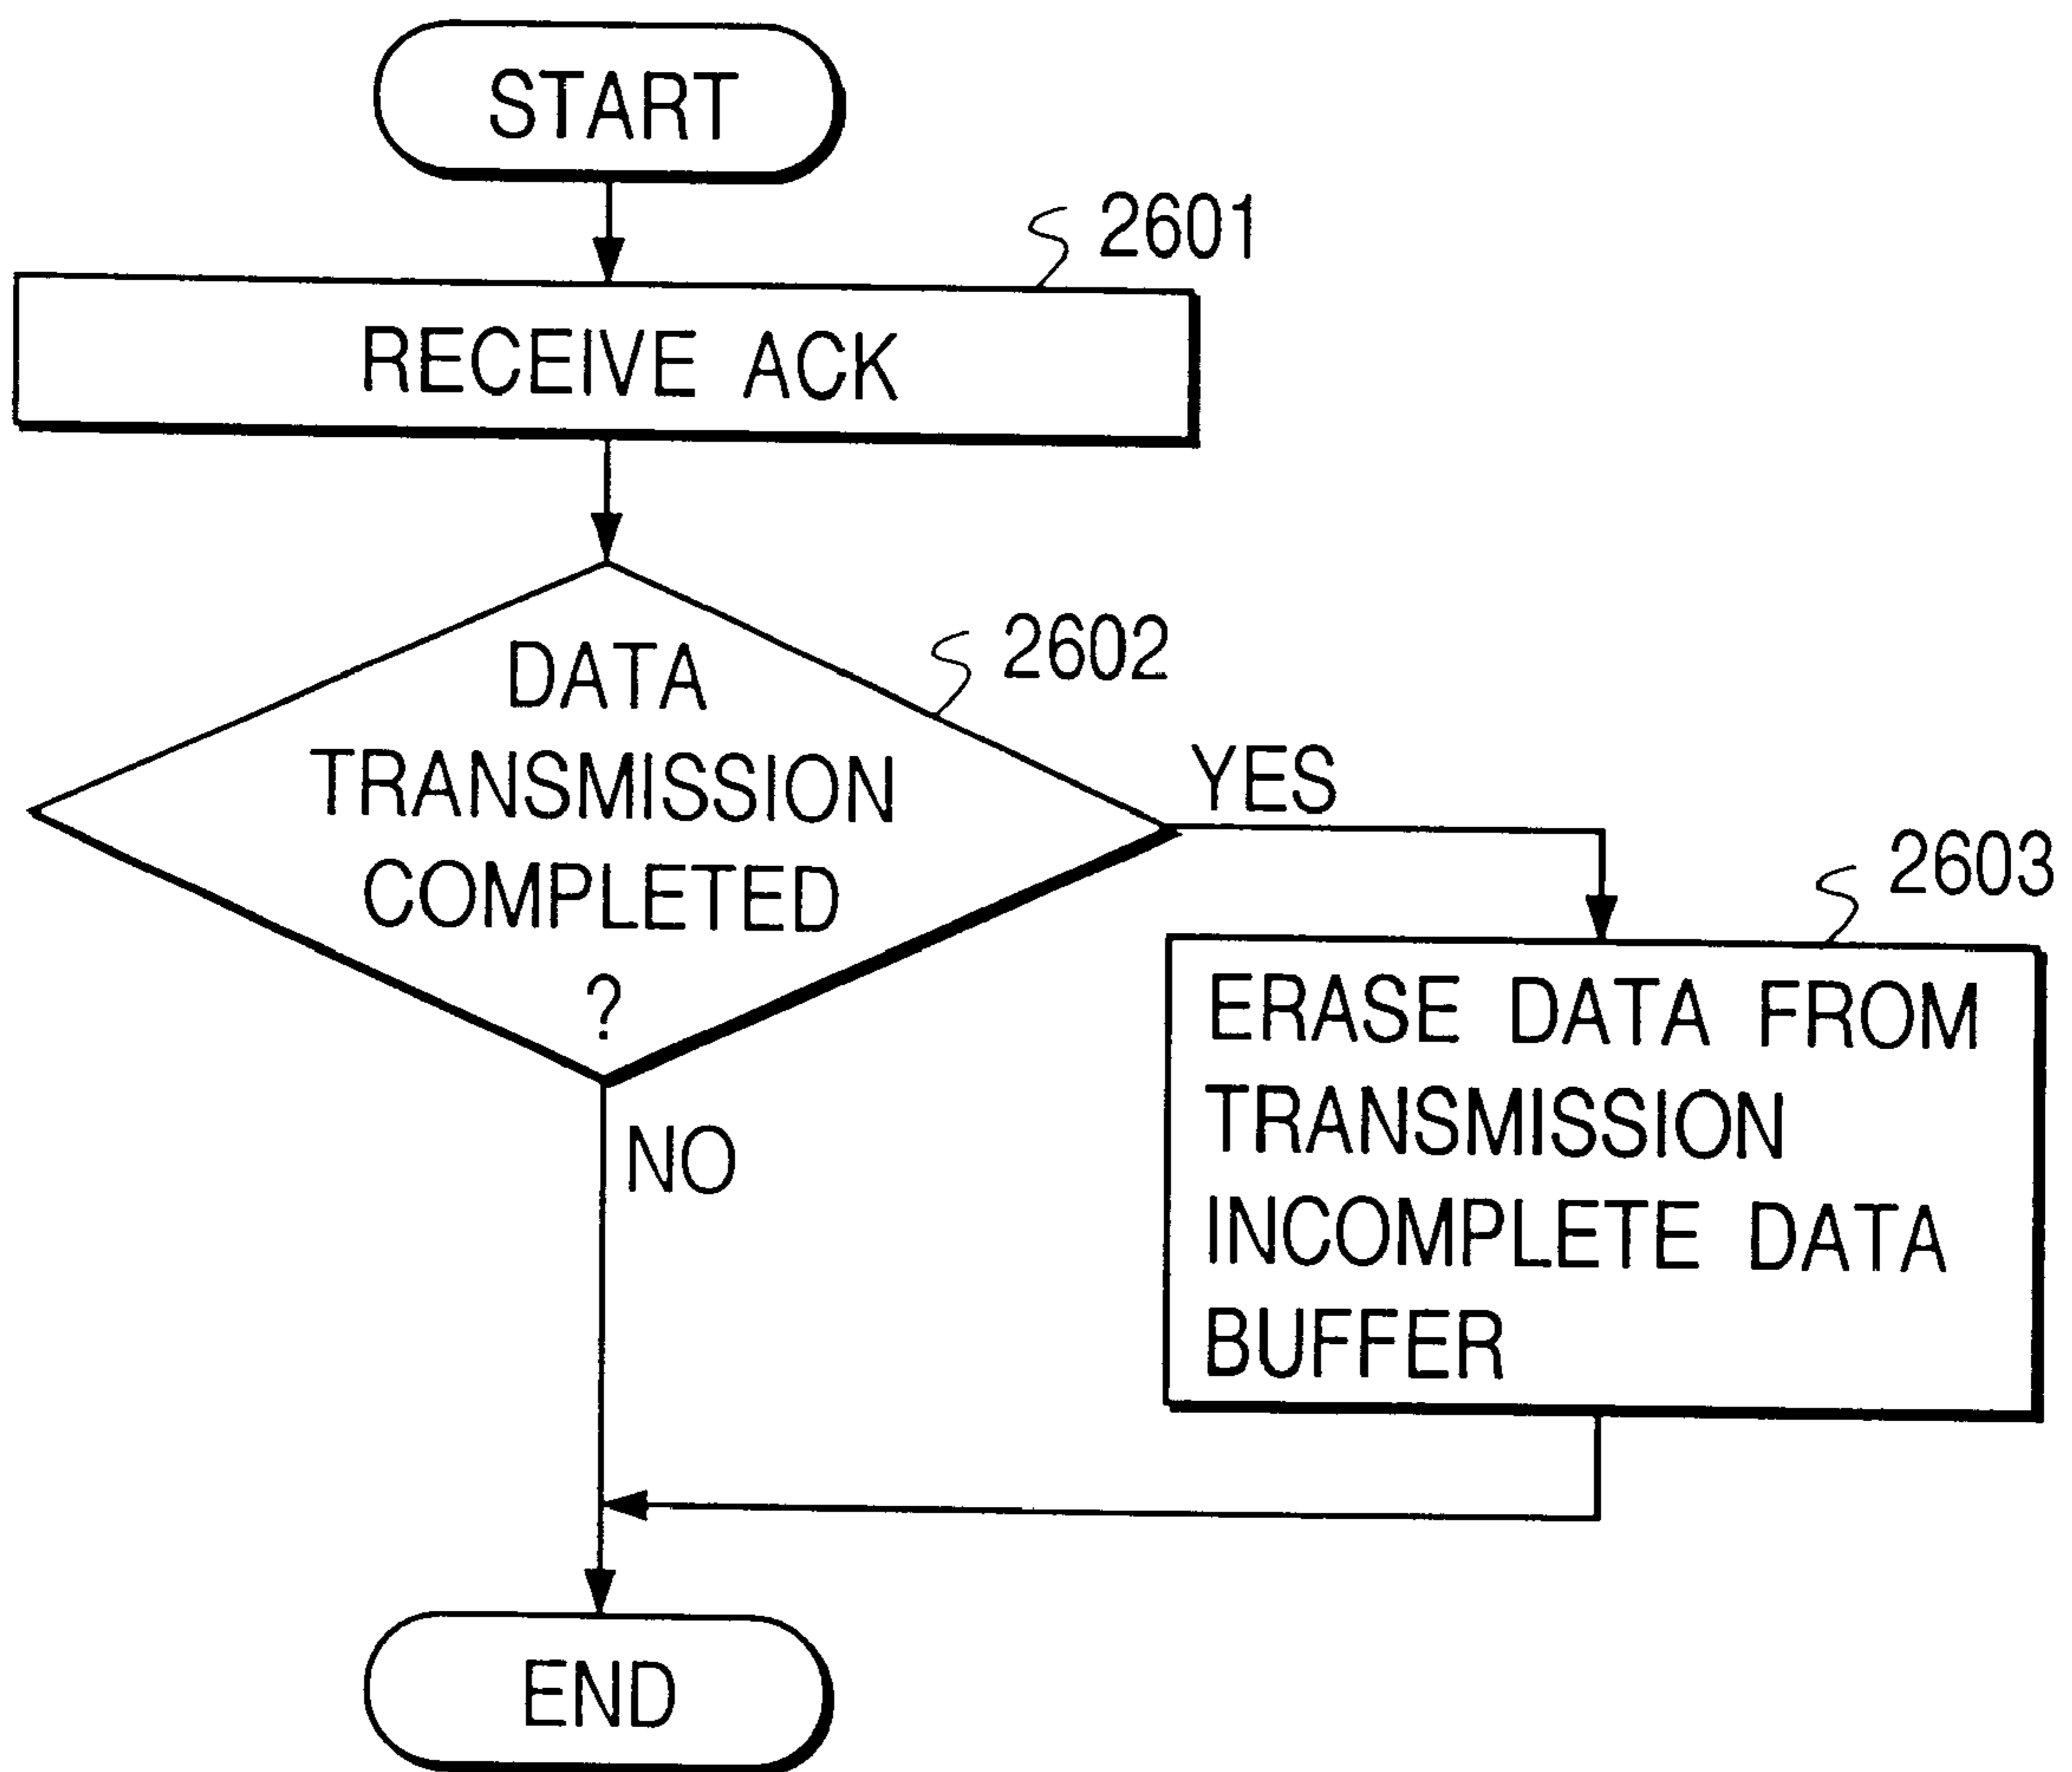 START
2601
RECEIVE ACK
2602
DATA
TRANSMISSION
COMPLETED
?
YES
2603
ERASE DATA FROM
TRANSMISSION
INCOMPLETE DATA
BUFFER
NO
END